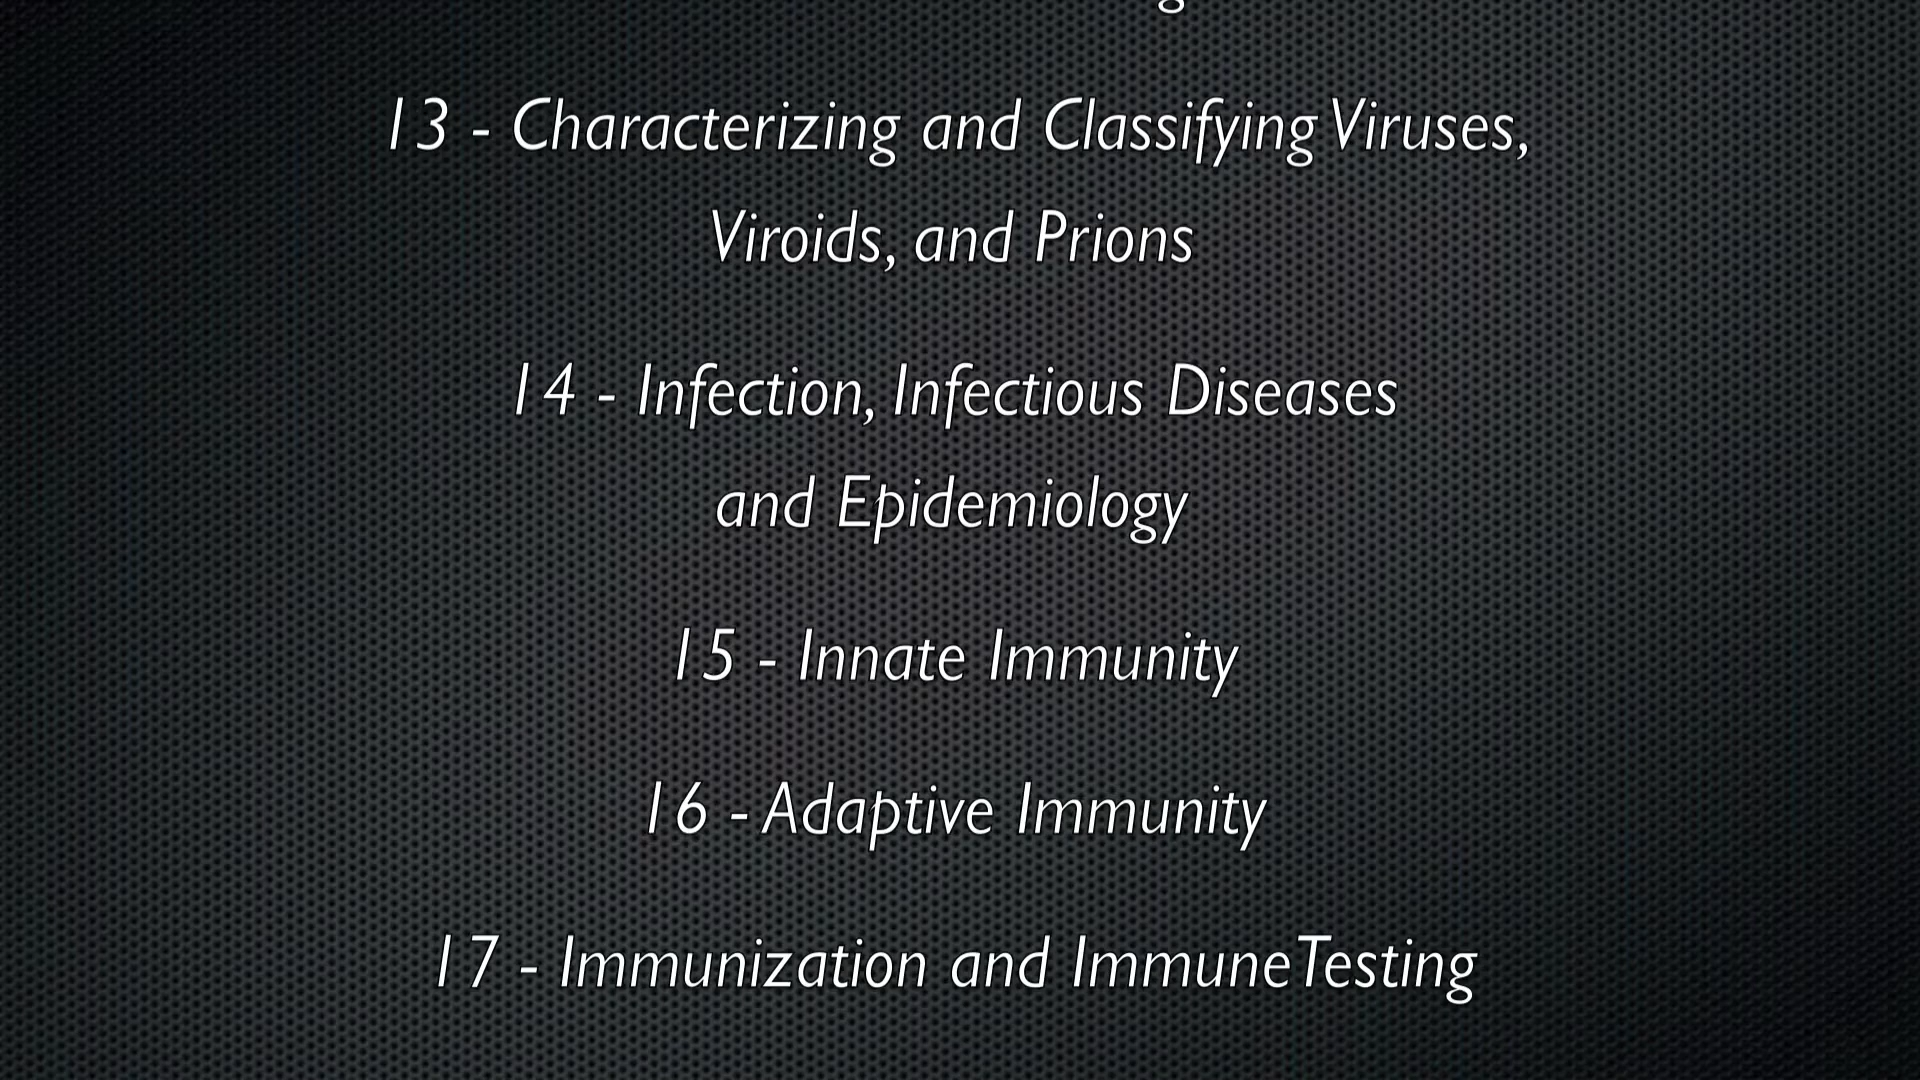 13 - Characterizing and Classifying Viruses,
Viroids, and Prions
14 - Infection, Infectious Diseases
and Epidemiology
15 - Innate Immunity
16 - Adaptive Immunity
17 - Immunization and Immune Testing